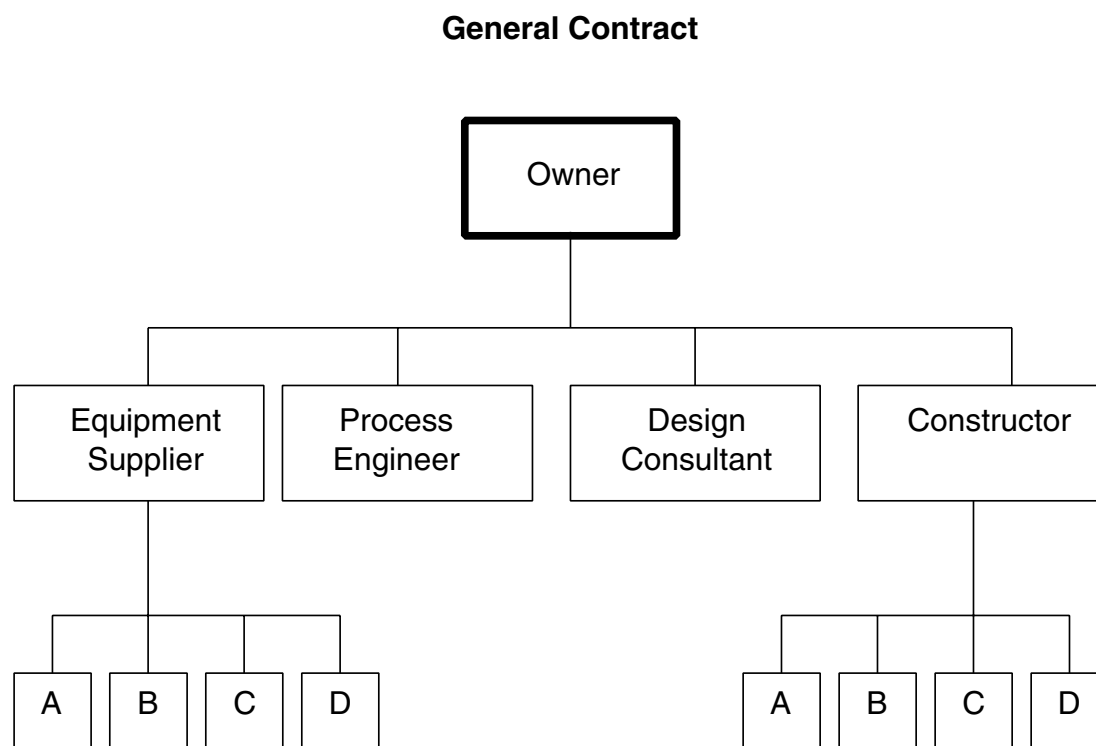 General Contract
Owner
Equipment
Supplier
Process
Engineer
Design
Consultant
Constructor
A
B
C
D
A
B
C
D